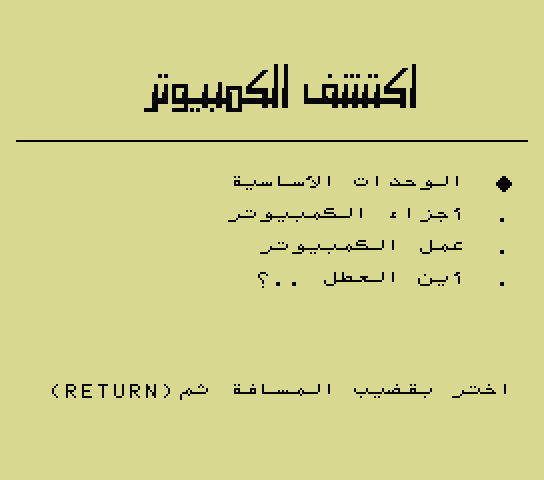 اكتشف الكمبيوتر
◆ الوحدات الأساسية
. أجزاء الكمبيوتر
. عمل الكمبيوتر
. أين العطل ..؟
اختر بقضيب المسافة ثم (RETURN)